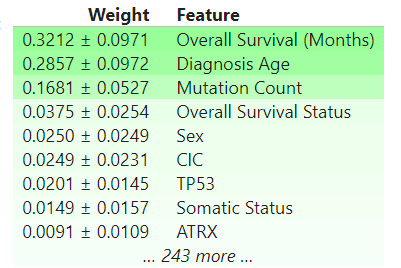 Weight Feature
0.3212 ± 0.0971 Overall Survival (Months)
0.2857 ± 0.0972 Diagnosis Age
0.1681 ± 0.0527 Mutation Count
0.0375 ± 0.0254 Overall Survival Status
0.0250 ± 0.0249 Sex
0.0249 ± 0.0231 CIC
0.0201 ± 0.0145 TP53
0.0149 ± 0.0157 Somatic Status
0.0091 ± 0.0109 ATRX
... 243 more ...